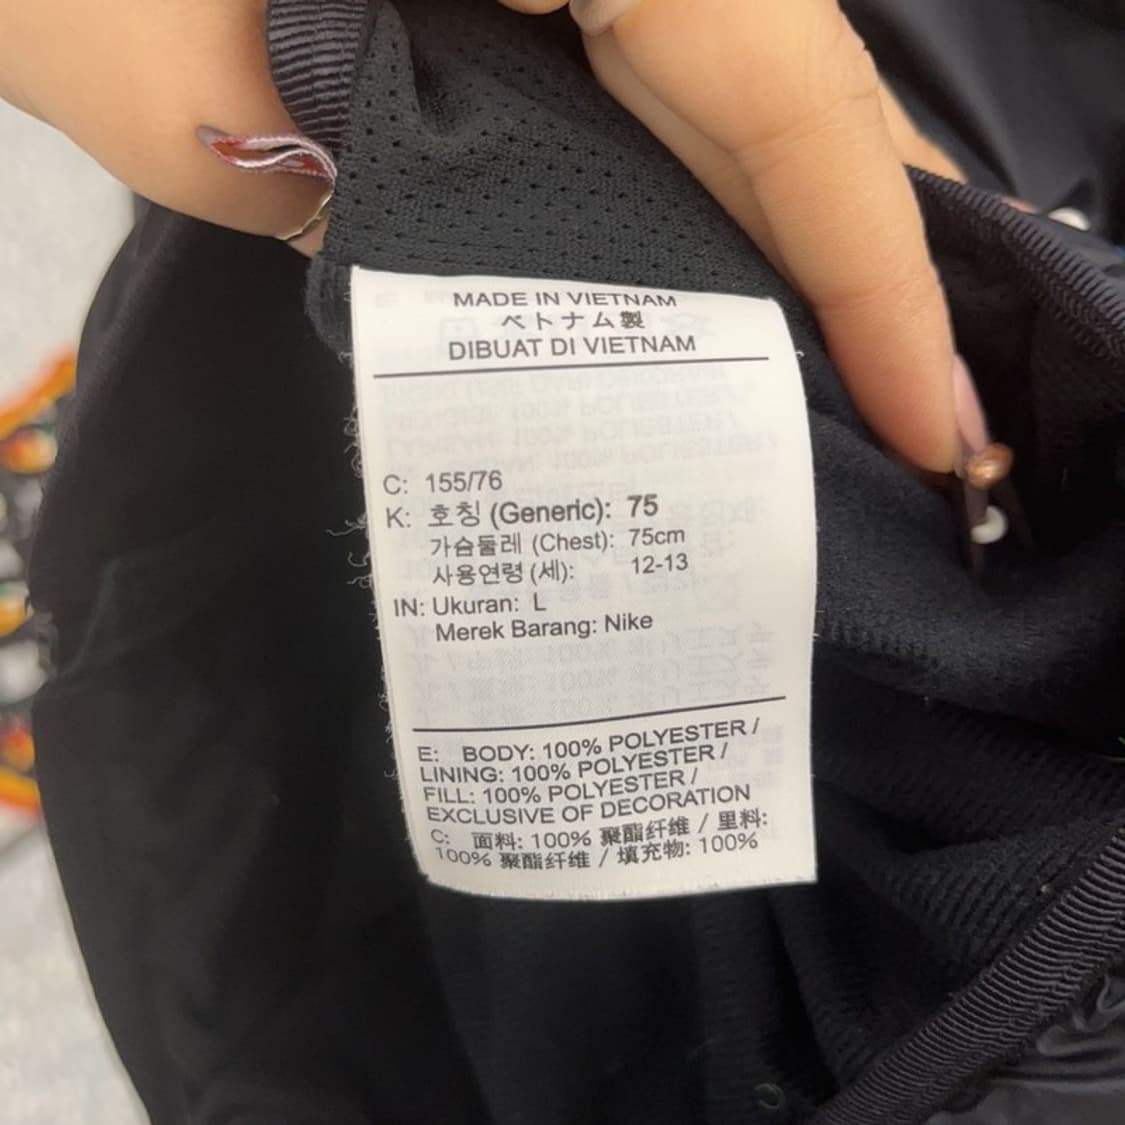 MADE IN VIETNAM
ベトナム製
DIBUAT DI VIETNAM
C: 155/76
K: 호칭 (Generic): 75
가슴둘레 (Chest): 75cm
사용연령 (세): 12-13
IN: Ukuran: L
Merek Barang: Nike
E: BODY: 100% POLYESTER /
LINING: 100% POLYESTER /
FILL: 100% POLYESTER /
EXCLUSIVE OF DECORATION
C: 面料: 100% 聚酯纤维 / 里料:
100% 聚酯纤维 / 填充物: 100%